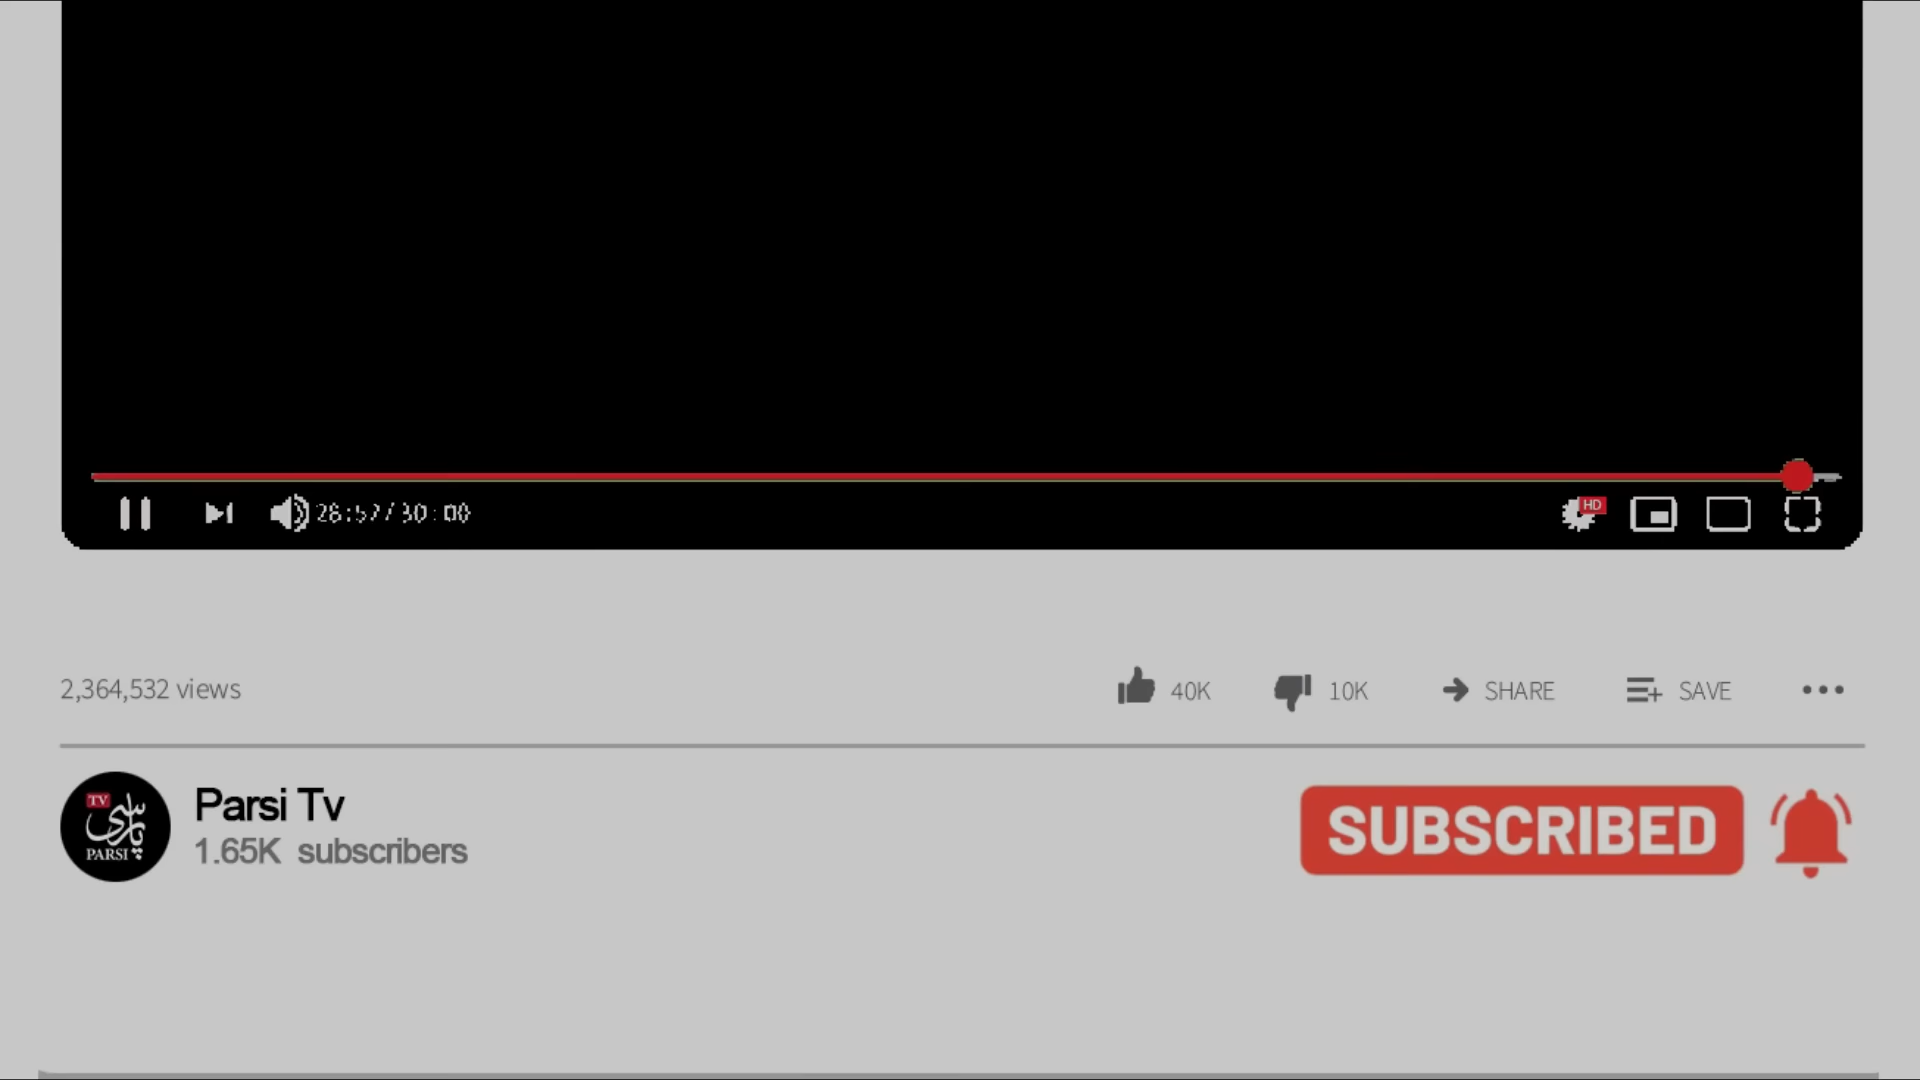 28:57/30:00
HD
2,364,532 views
40K
10K
SHARE
SAVE
TV
پارسی
PARSI
Parsi Tv
1.65K subscribers
SUBSCRIBED